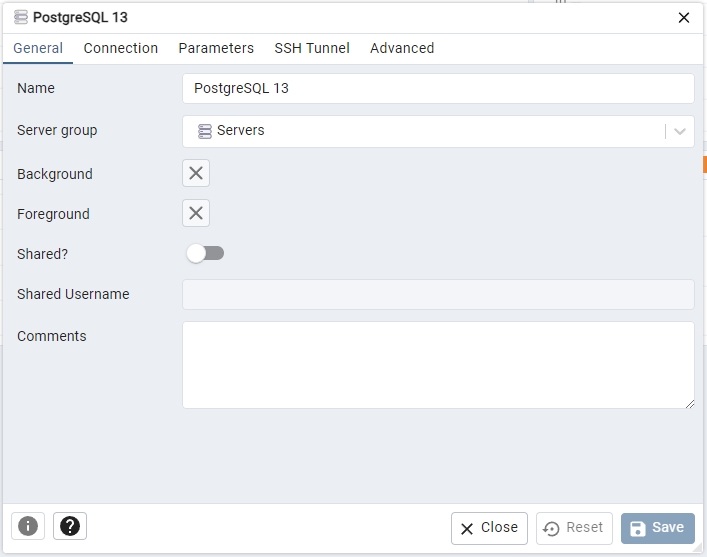 PostgreSQL 13
General Connection Parameters SSH Tunnel Advanced
Name PostgreSQL 13
Server group Servers
Background
Foreground
Shared?
Shared Username
Comments
Close Reset Save